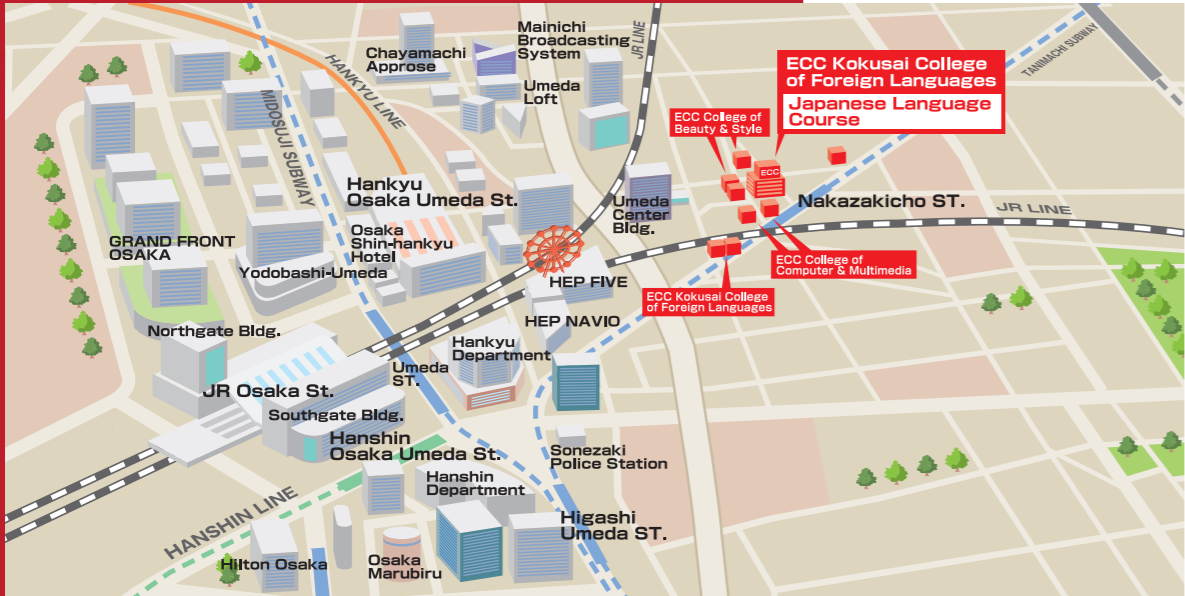 Mainichi
Broadcasting
System
Chayamachi
Approse
Umeda
Loft
JR LINE
TANIMACHI SUBWAY
ECC Kokusai College
of Foreign Languages
Japanese Language
Course
ECC College of
Beauty & Style
ECC
HANKYU LINE
MIDOSUJI SUBWAY
Hankyu
Osaka Umeda St.
Umeda
Center
Bldg.
Nakazakicho ST.
JR LINE
GRAND FRONT
OSAKA
Osaka
Shin-hankyu
Hotel
Yodobashi-Umeda
ECC College of
Computer & Multimedia
HEP FIVE
ECC Kokusai College
of Foreign Languages
HEP NAVIO
Northgate Bldg.
Hankyu
Department
Umeda
ST.
JR Osaka St.
Southgate Bldg.
Hanshin
Osaka Umeda St.
Sonezaki
Police Station
Hanshin
Department
HANSHIN LINE
Higashi
Umeda ST.
Hilton Osaka
Osaka
Marubiru